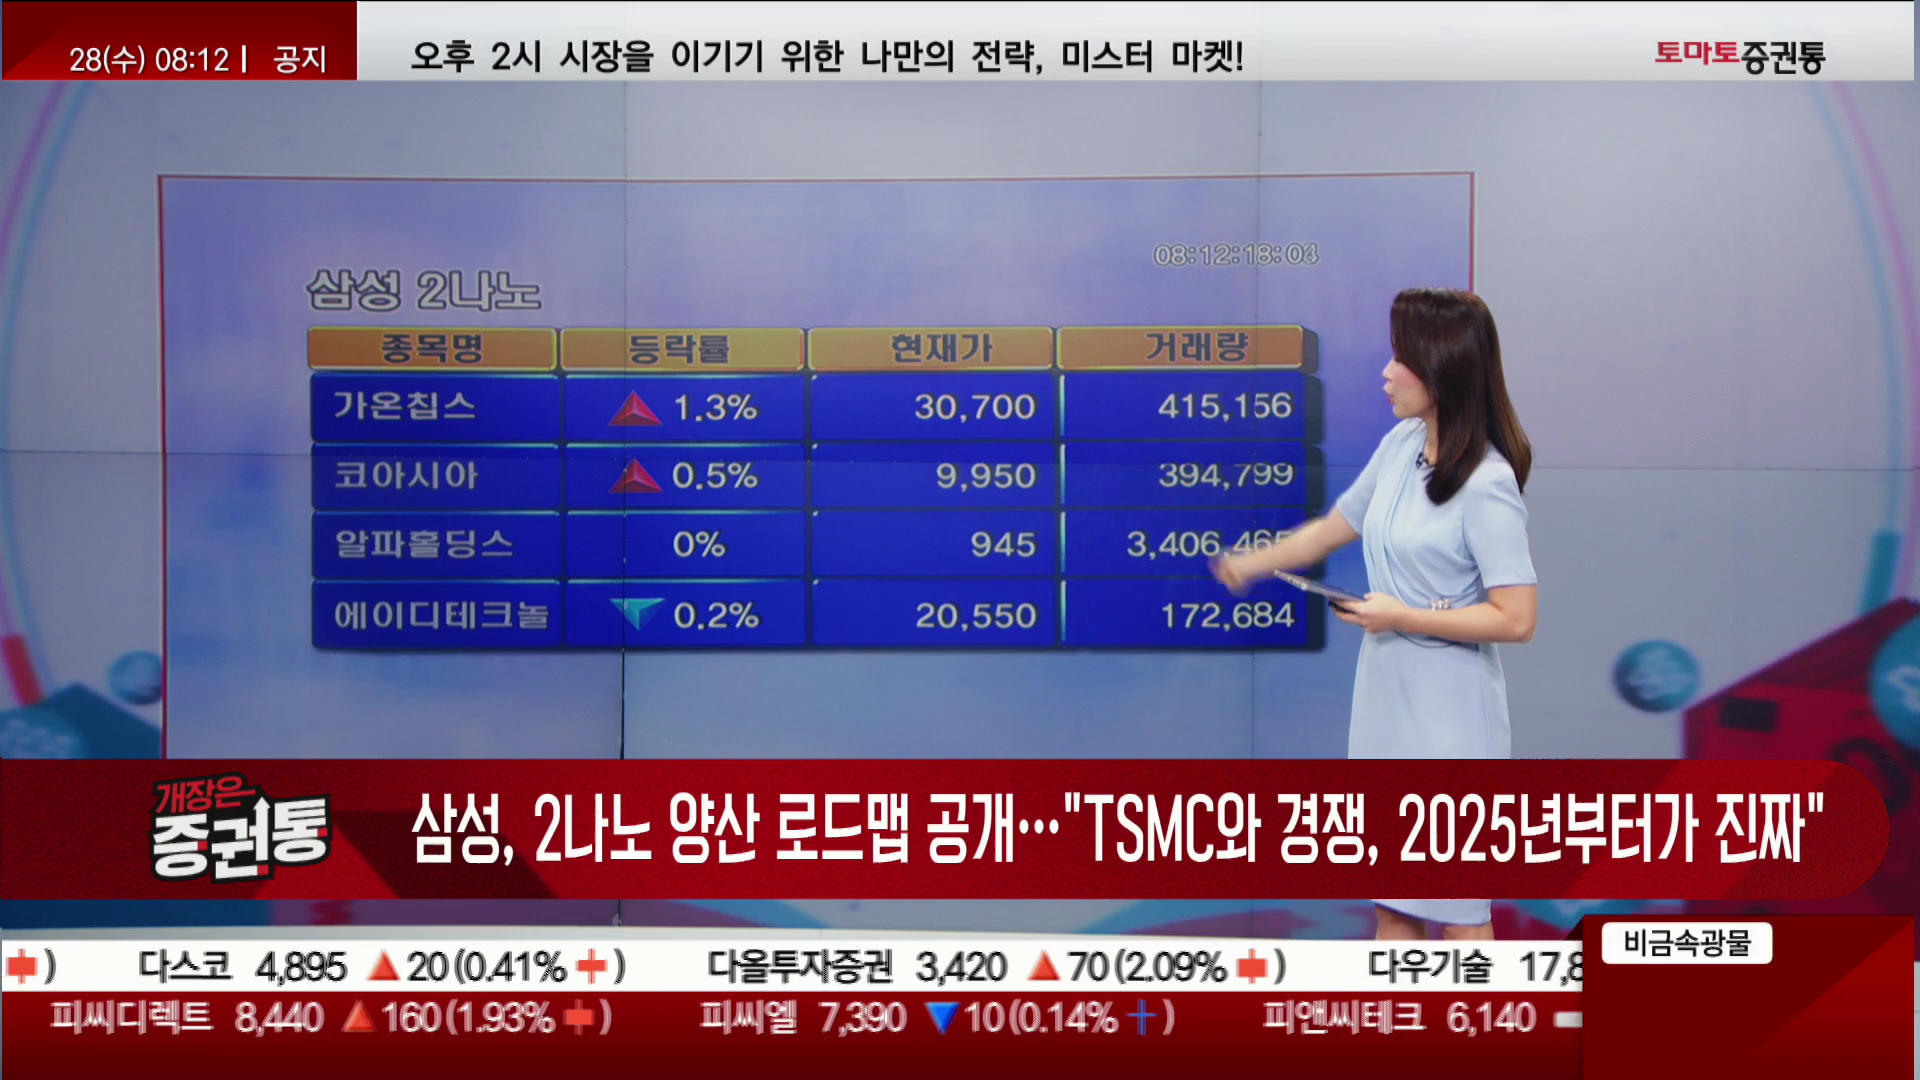 28(수) 08:12 | 공지
오후 2시 시장을 이기기 위한 나만의 전략, 미스터 마켓!
토마토증권통
08:12:18:04
삼성 2나노
종목명 등락률 현재가 거래량
가온칩스 ▲ 1.3% 30,700 415,156
코아시아 ▲ 0.5% 9,950 394,799
알파홀딩스 0% 945 3,406,465
에이디테크놀 ▼ 0.2% 20,550 172,684
개장은
증권통
삼성, 2나노 양산 로드맵 공개…"TSMC와 경쟁, 2025년부터가 진짜"
비금속광물
) 다스코 4,895 ▲ 20 (0.41% ) 다올투자증권 3,420 ▲ 70 (2.09% ) 다우기술 17,8
피씨디렉트 8,440 ▲ 160 (1.93% ) 피씨엘 7,390 ▼ 10 (0.14% ) 피앤씨테크 6,140